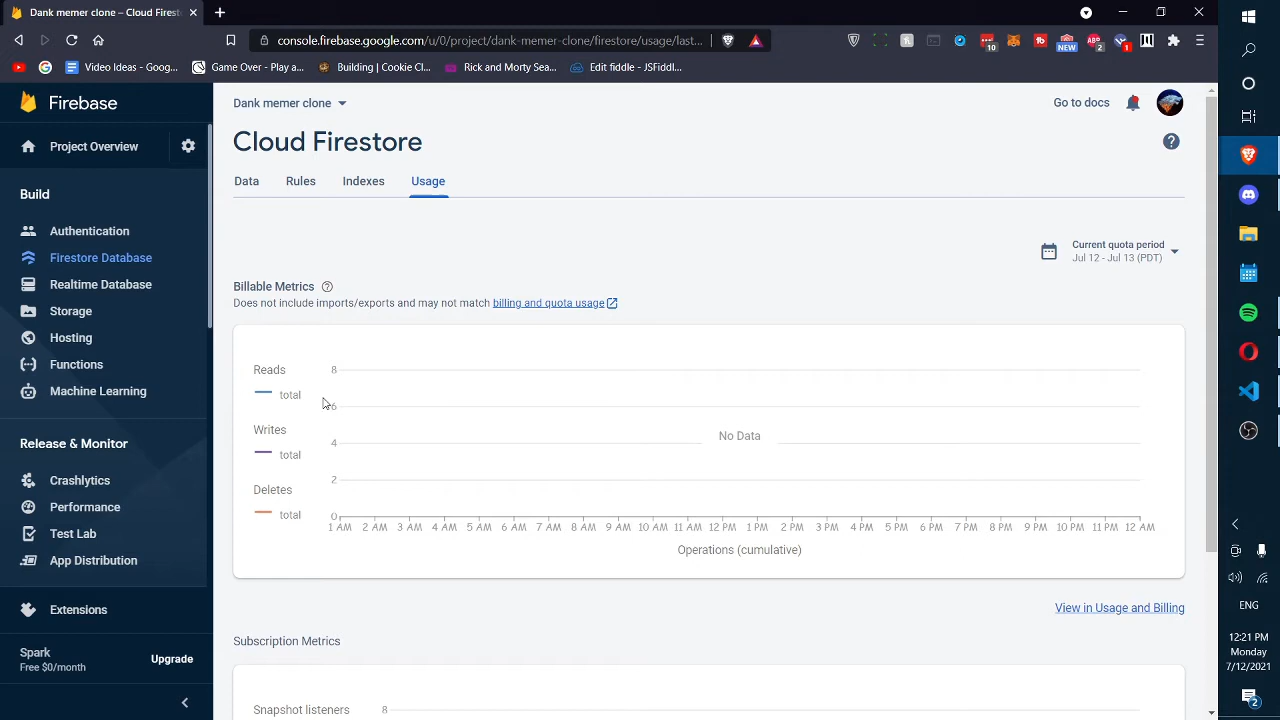 Dank memer clone – Cloud Firest
console.firebase.google.com/u/0/project/dank-memer-clone/firestore/usage/last...
10
NEW
2
1
Video Ideas - Goog...
Game Over - Play a...
Building | Cookie Cl...
Rick and Morty Sea...
Edit fiddle - JSFiddl...
Firebase
Project Overview
Build
Authentication
Firestore Database
Realtime Database
Storage
Hosting
Functions
Machine Learning
Release & Monitor
Crashlytics
Performance
Test Lab
App Distribution
Extensions
Spark
Free $0/month
Upgrade
Dank memer clone
Go to docs
Cloud Firestore
Data
Rules
Indexes
Usage
Current quota period
Jul 12 - Jul 13 (PDT)
Billable Metrics
Does not include imports/exports and may not match billing and quota usage
Reads
total
Writes
total
Deletes
total
8
6
4
2
0
No Data
1 AM 2 AM 3 AM 4 AM 5 AM 6 AM 7 AM 8 AM 9 AM 10 AM 11 AM 12 PM 1 PM 2 PM 3 PM 4 PM 5 PM 6 PM 7 PM 8 PM 9 PM 10 PM 11 PM 12 AM
Operations (cumulative)
View in Usage and Billing
Subscription Metrics
Snapshot listeners
8
ENG
12:21 PM
Monday
7/12/2021
2